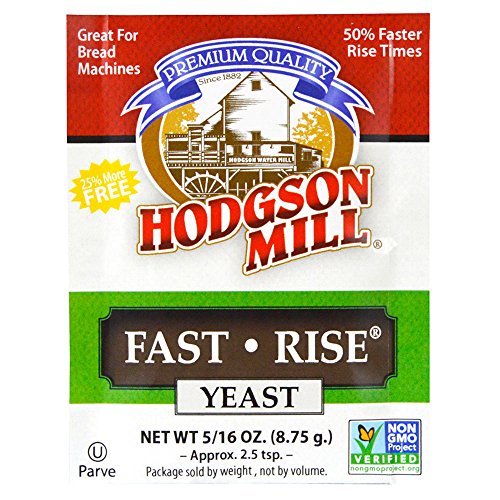 Great For
Bread
Machines
50% Faster
Rise Times
PREMIUM QUALITY
Since 1882
HODGSON WATER MILL
25% More
FREE
HODGSON
MILL®
FAST • RISE®
YEAST
NET WT 5/16 OZ. (8.75 g.)
– Approx. 2.5 tsp. –
Package sold by weight, not by volume.
U
Parve
NON
GMO
Project
VERIFIED
nongmoproject.org